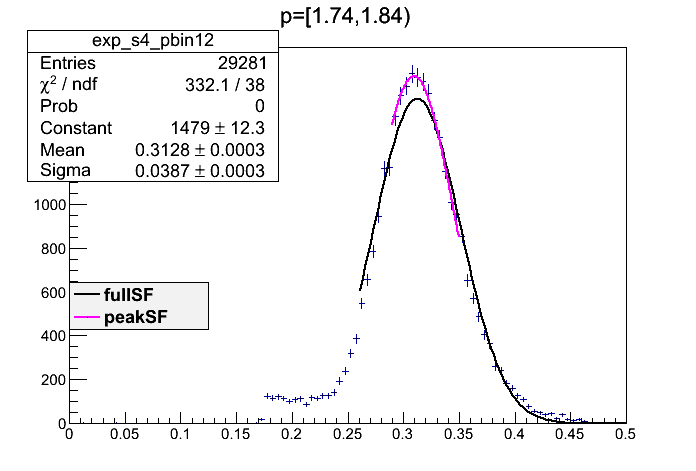 p=[1.74,1.84)
exp_s4_pbin12
Entries 29281
χ² / ndf 332.1 / 38
Prob 0
Constant 1479 ± 12.3
Mean 0.3128 ± 0.0003
Sigma 0.0387 ± 0.0003
1000
800
600
fullSF
peakSF
400
200
0
0 0.05 0.1 0.15 0.2 0.25 0.3 0.35 0.4 0.45 0.5